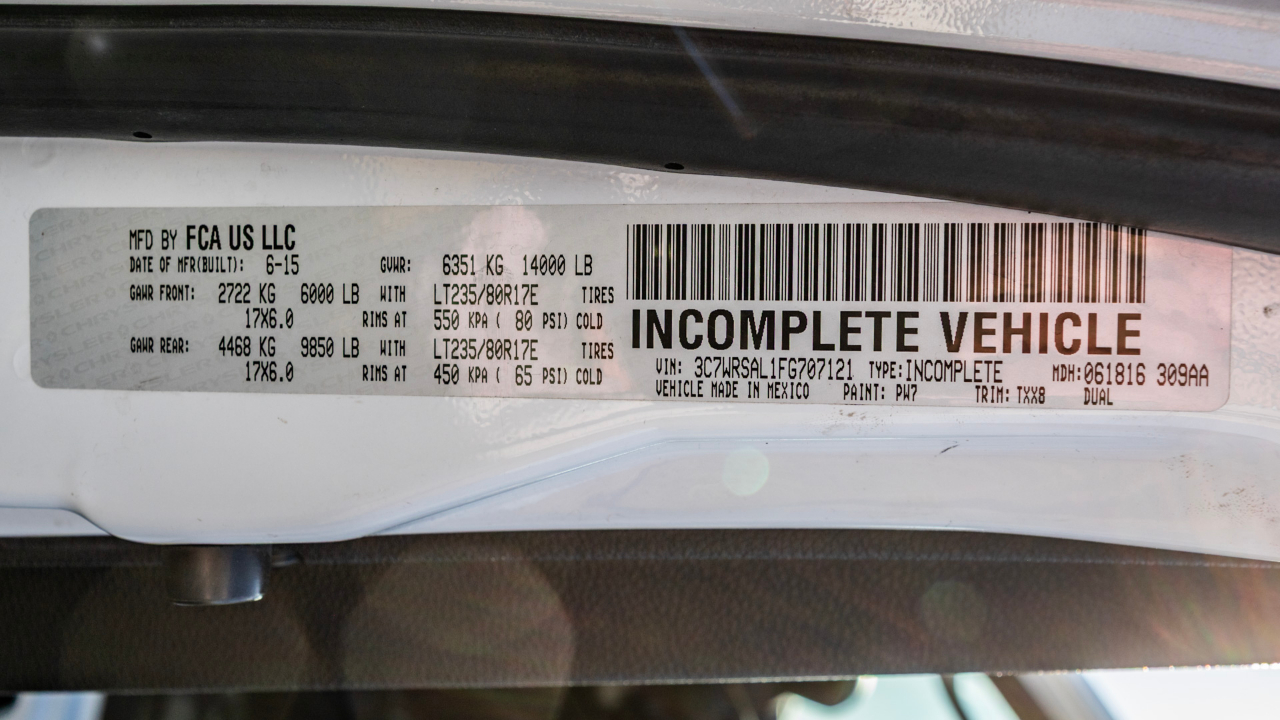 MFD BY FCA US LLC
DATE OF MFR(BUILT): 6-15 GVWR: 6351 KG 14000 LB
GAWR FRONT: 2722 KG 6000 LB WITH LT235/80R17E TIRES
17X6.0 RIMS AT 550 KPA ( 80 PSI) COLD
GAWR REAR: 4468 KG 9850 LB WITH LT235/80R17E TIRES
17X6.0 RIMS AT 450 KPA ( 65 PSI) COLD
INCOMPLETE VEHICLE
VIN: 3C7WRSAL1FG707121 TYPE:INCOMPLETE MDH:061816 309AA
VEHICLE MADE IN MEXICO PAINT: PW7 TRIM: TXX8 DUAL